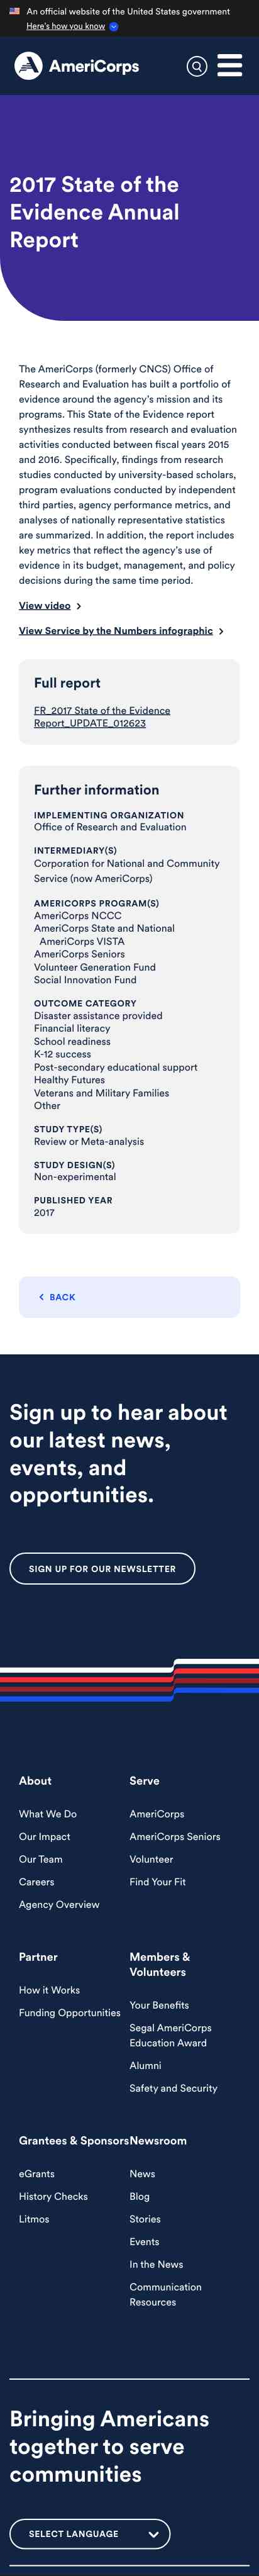 An official website of the United States government
Here's how you know
AmeriCorps
2017 State of the
Evidence Annual
Report
The AmeriCorps (formerly CNCS) Office of
Research and Evaluation has built a portfolio of
evidence around the agency's mission and its
programs. This State of the Evidence report
synthesizes results from research and evaluation
activities conducted between fiscal years 2015
and 2016. Specifically, findings from research
studies conducted by university-based scholars,
program evaluations conducted by independent
third parties, agency performance metrics, and
analyses of nationally representative statistics
are summarized. In addition, the report includes
key metrics that reflect the agency's use of
evidence in its budget, management, and policy
decisions during the same time period.
View video
View Service by the Numbers infographic
Full report
FR_2017 State of the Evidence
Report_UPDATE_012623
Further information
IMPLEMENTING ORGANIZATION
Office of Research and Evaluation
INTERMEDIARY(S)
Corporation for National and Community
Service (now AmeriCorps)
AMERICORPS PROGRAM(S)
AmeriCorps NCCC
AmeriCorps State and National
AmeriCorps VISTA
AmeriCorps Seniors
Volunteer Generation Fund
Social Innovation Fund
OUTCOME CATEGORY
Disaster assistance provided
Financial literacy
School readiness
K-12 success
Post-secondary educational support
Healthy Futures
Veterans and Military Families
Other
STUDY TYPE(S)
Review or Meta-analysis
STUDY DESIGN(S)
Non-experimental
PUBLISHED YEAR
2017
BACK
Sign up to hear about
our latest news,
events, and
opportunities.
SIGN UP FOR OUR NEWSLETTER
About
What We Do
Our Impact
Our Team
Careers
Agency Overview
Serve
AmeriCorps
AmeriCorps Seniors
Volunteer
Find Your Fit
Partner
How it Works
Funding Opportunities
Members &
Volunteers
Your Benefits
Segal AmeriCorps
Education Award
Alumni
Safety and Security
Grantees & Sponsors
eGrants
History Checks
Litmos
Newsroom
News
Blog
Stories
Events
In the News
Communication
Resources
Bringing Americans
together to serve
communities
SELECT LANGUAGE